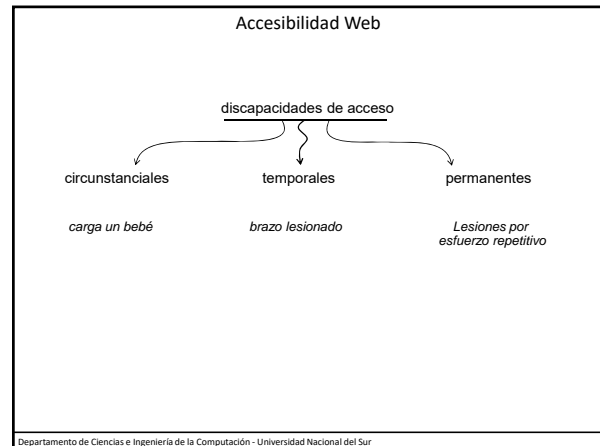 Accesibilidad Web
discapacidades de acceso
circunstanciales
temporales
permanentes
carga un bebé
brazo lesionado
Lesiones por
esfuerzo repetitivo
Departamento de Ciencias e Ingeniería de la Computación - Universidad Nacional del Sur